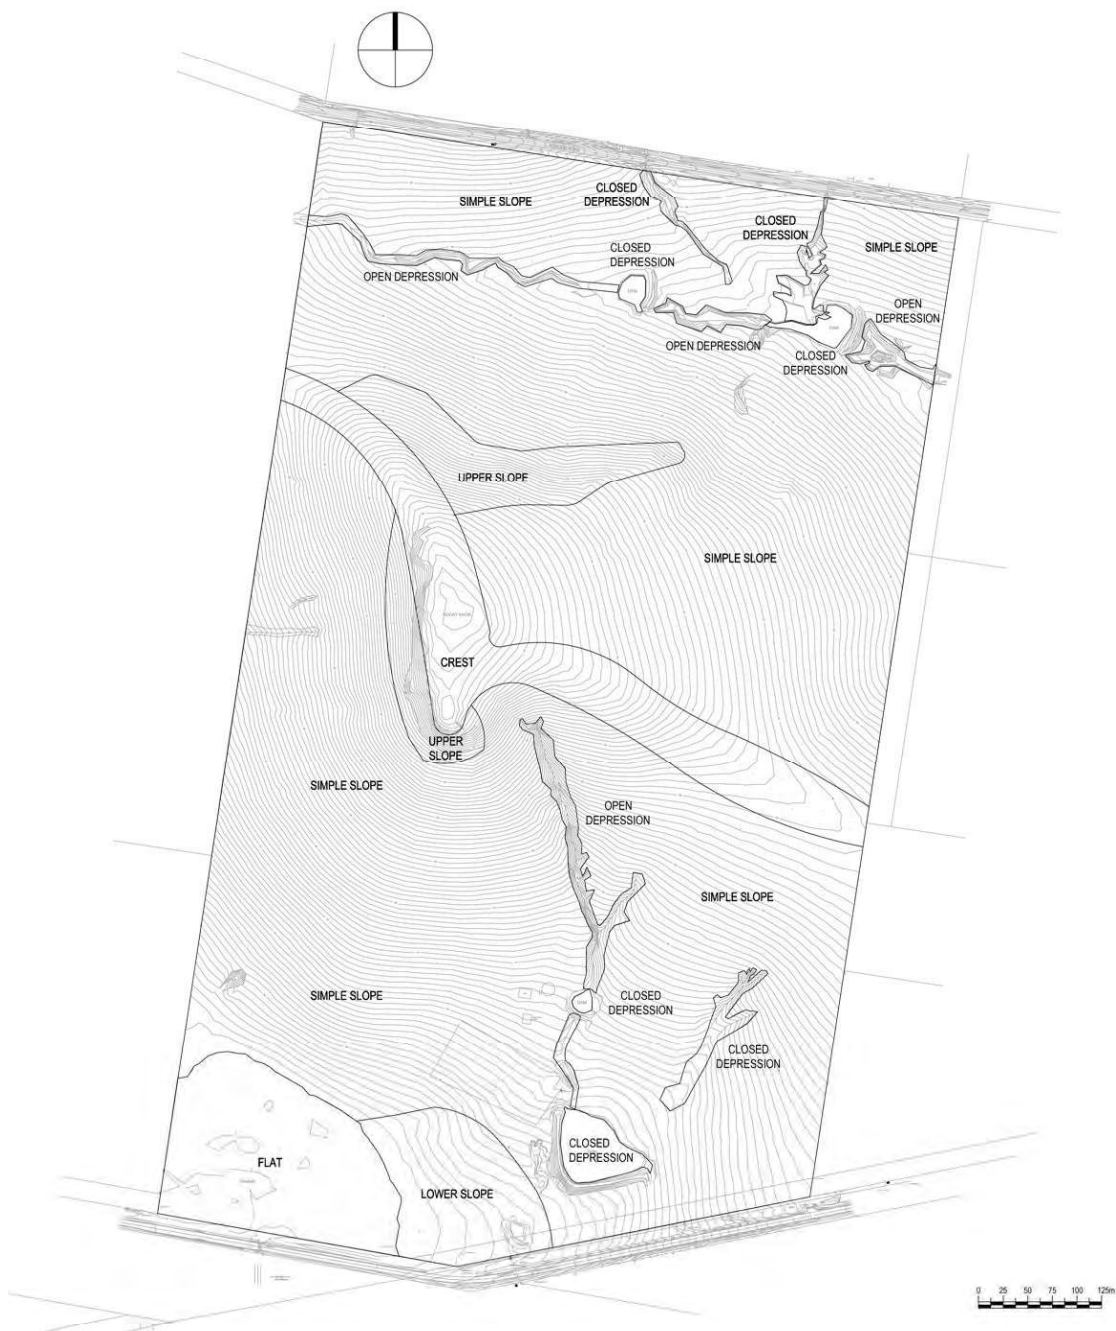 CLOSED
DEPRESSION
SIMPLE SLOPE
CLOSED
DEPRESSION
SIMPLE SLOPE
CLOSED
DEPRESSION
OPEN DEPRESSION
OPEN
DEPRESSION
OPEN DEPRESSION
CLOSED
DEPRESSION
UPPER SLOPE
SIMPLE SLOPE
CREST
UPPER
SLOPE
SIMPLE SLOPE
OPEN
DEPRESSION
SIMPLE SLOPE
SIMPLE SLOPE
CLOSED
DEPRESSION
CLOSED
DEPRESSION
CLOSED
DEPRESSION
FLAT
LOWER SLOPE
0 25 50 75 100 125m